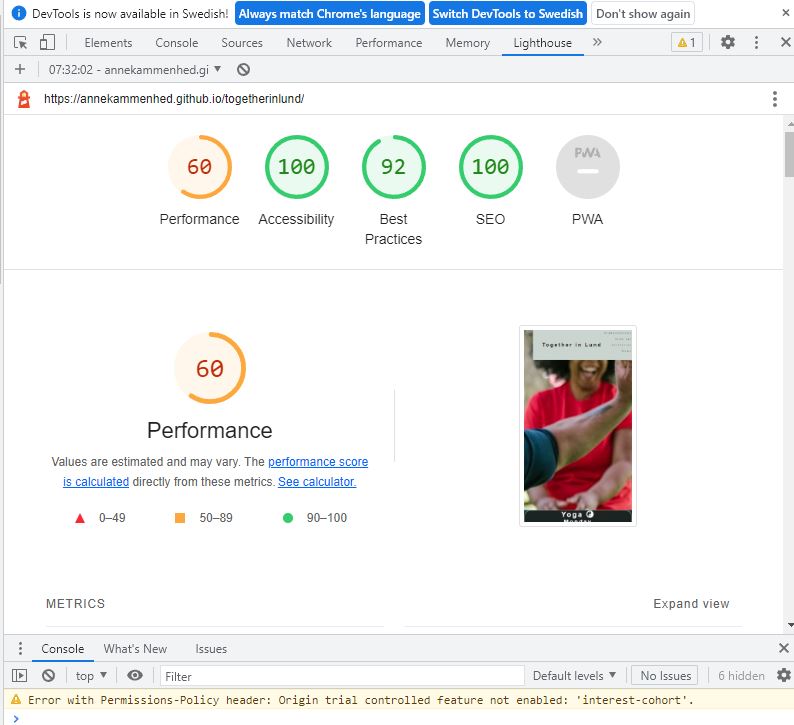 DevTools is now available in Swedish! Always match Chrome's language Switch DevTools to Swedish Don't show again
Elements Console Sources Network Performance Memory Lighthouse 1
07:32:02 - annekammenhed.gi
https://annekammenhed.github.io/togetherinlund/
60 100 92 100 PWA
Performance Accessibility Best Practices SEO PWA
60
Performance
Values are estimated and may vary. The performance score
is calculated directly from these metrics. See calculator.
0–49 50–89 90–100
Together in Lund
Yoga
Monday
METRICS Expand view
Console What's New Issues
top Filter Default levels No Issues 6 hidden
Error with Permissions-Policy header: Origin trial controlled feature not enabled: 'interest-cohort'.